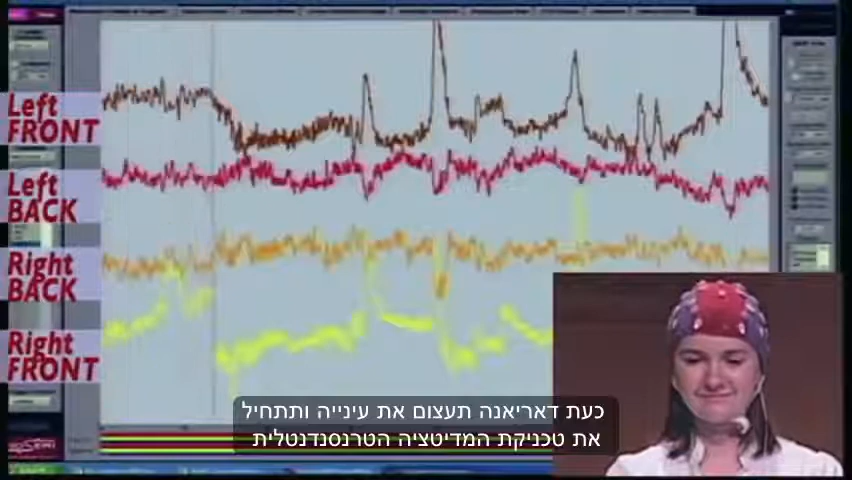 Left
FRONT
Left
BACK
Right
BACK
Right
FRONT
כעת דאריאנה תעצום את עינייה ותתחיל
את טכניקת המדיטציה הטרנסנדנטלית